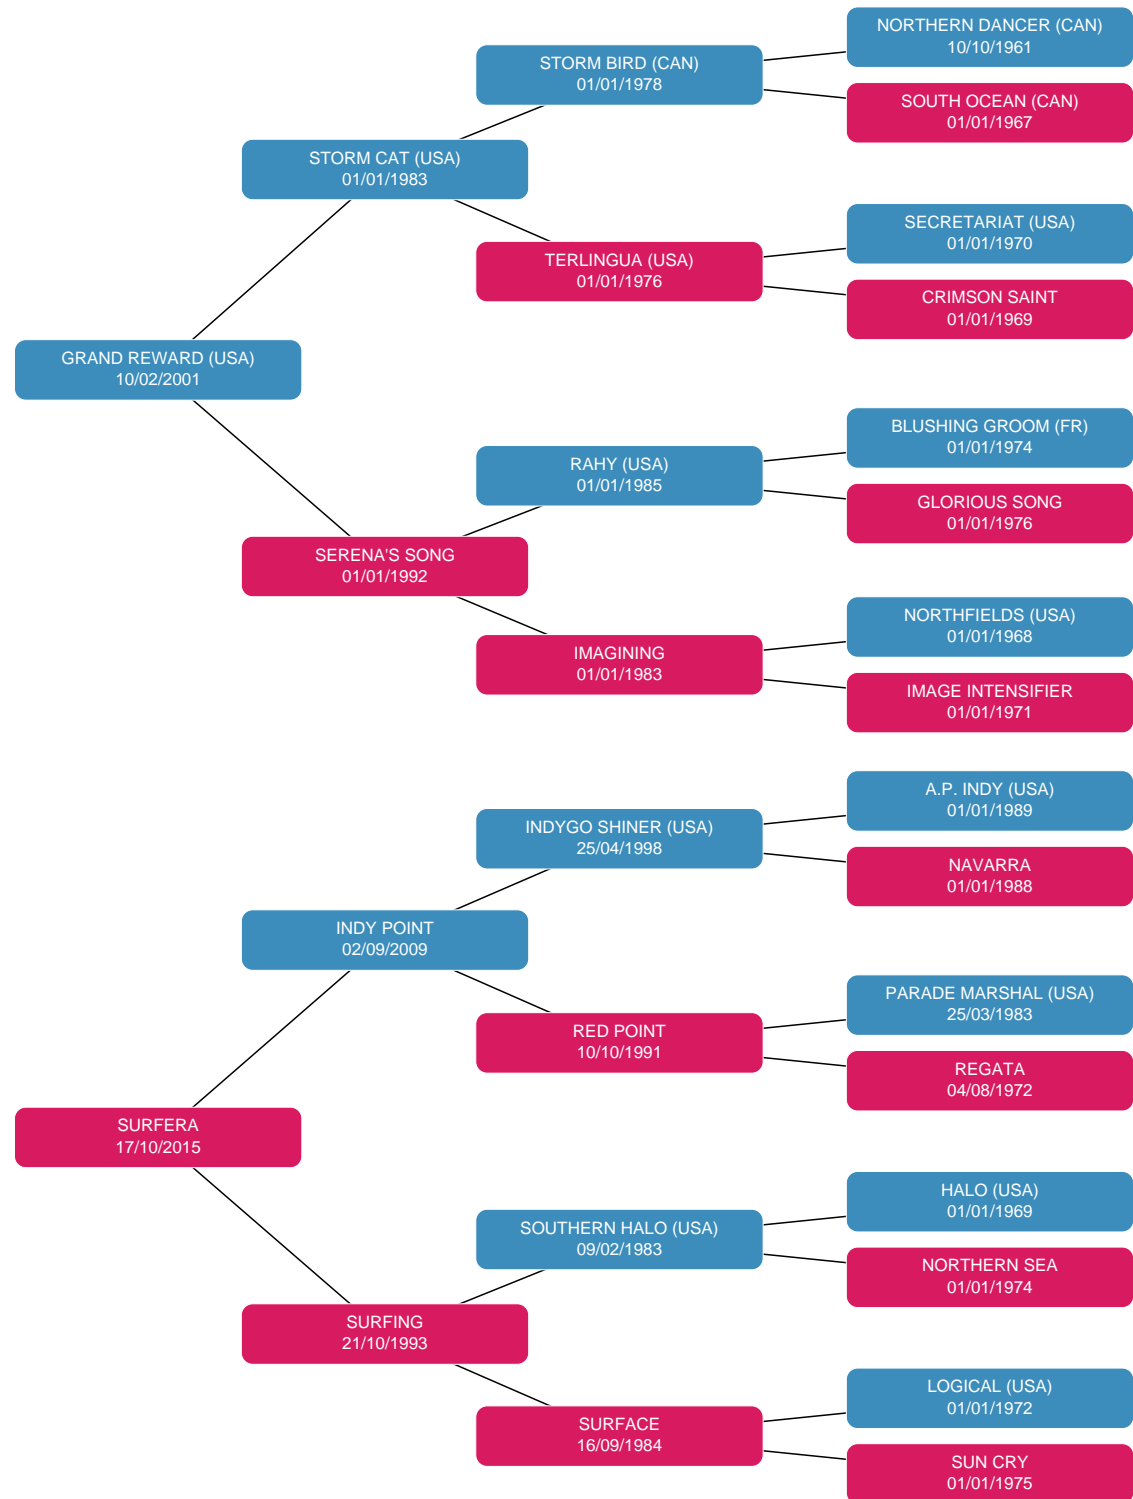 NORTHERN DANCER (CAN)
10/10/1961
STORM BIRD (CAN)
01/01/1978
SOUTH OCEAN (CAN)
01/01/1967
STORM CAT (USA)
01/01/1983
SECRETARIAT (USA)
01/01/1970
TERLINGUA (USA)
01/01/1976
CRIMSON SAINT
01/01/1969
GRAND REWARD (USA)
10/02/2001
BLUSHING GROOM (FR)
01/01/1974
RAHY (USA)
01/01/1985
GLORIOUS SONG
01/01/1976
SERENA'S SONG
01/01/1992
NORTHFIELDS (USA)
01/01/1968
IMAGINING
01/01/1983
IMAGE INTENSIFIER
01/01/1971
A.P. INDY (USA)
01/01/1989
INDYGO SHINER (USA)
25/04/1998
NAVARRA
01/01/1988
INDY POINT
02/09/2009
PARADE MARSHAL (USA)
25/03/1983
RED POINT
10/10/1991
REGATA
04/08/1972
SURFERA
17/10/2015
HALO (USA)
01/01/1969
SOUTHERN HALO (USA)
09/02/1983
NORTHERN SEA
01/01/1974
SURFING
21/10/1993
LOGICAL (USA)
01/01/1972
SURFACE
16/09/1984
SUN CRY
01/01/1975